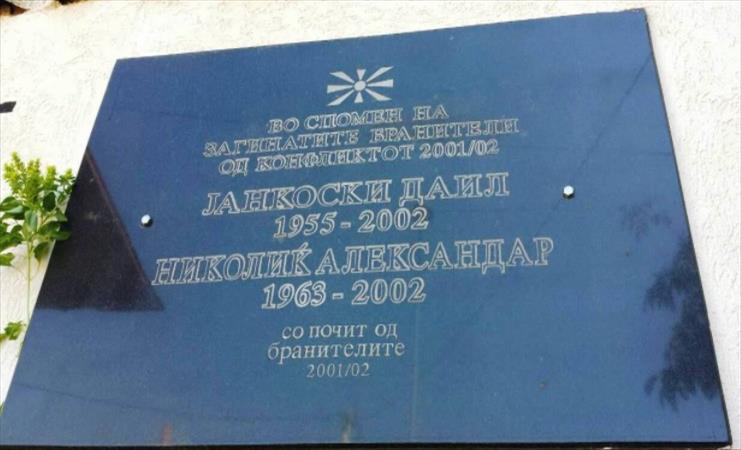 ВО СПОМЕН НА
ЗАГИНАТИТЕ БРАНИТЕЛИ
ОД КОНФЛИКТОТ 2001/02
ЈАНКОСКИ ДАИЛ
1955 - 2002
НИКОЛИЌ АЛЕКСАНДАР
1963 - 2002
со почит од
бранителите
2001/02